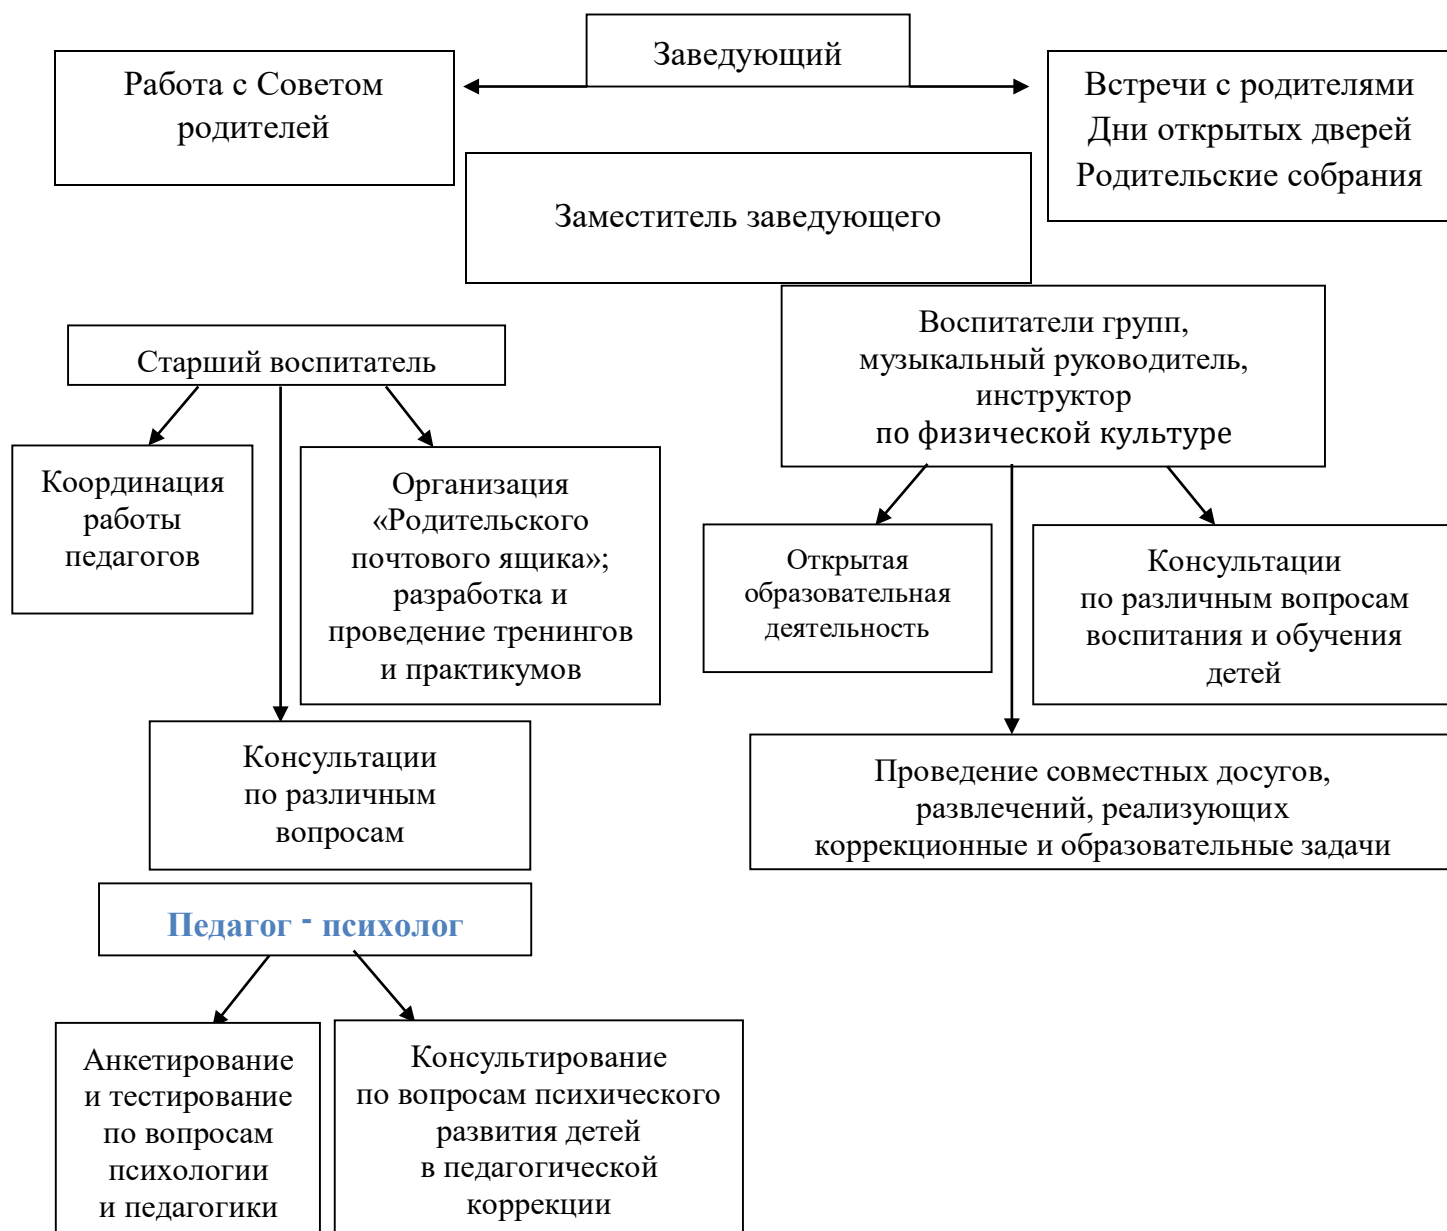 Заведующий
Работа с Советом
родителей
Встречи с родителями
Дни открытых дверей
Родительские собрания
Заместитель заведующего
Старший воспитатель
Воспитатели групп,
музыкальный руководитель,
инструктор
по физической культуре
Координация
работы
педагогов
Организация
«Родительского
почтового ящика»;
разработка и
проведение тренингов
и практикумов
Открытая
образовательная
деятельность
Консультации
по различным вопросам
воспитания и обучения
детей
Консультации
по различным
вопросам
Проведение совместных досугов,
развлечений, реализующих
коррекционные и образовательные задачи
Педагог - психолог
Анкетирование
и тестирование
по вопросам
психологии
и педагогики
Консультирование
по вопросам психического
развития детей
в педагогической
коррекции